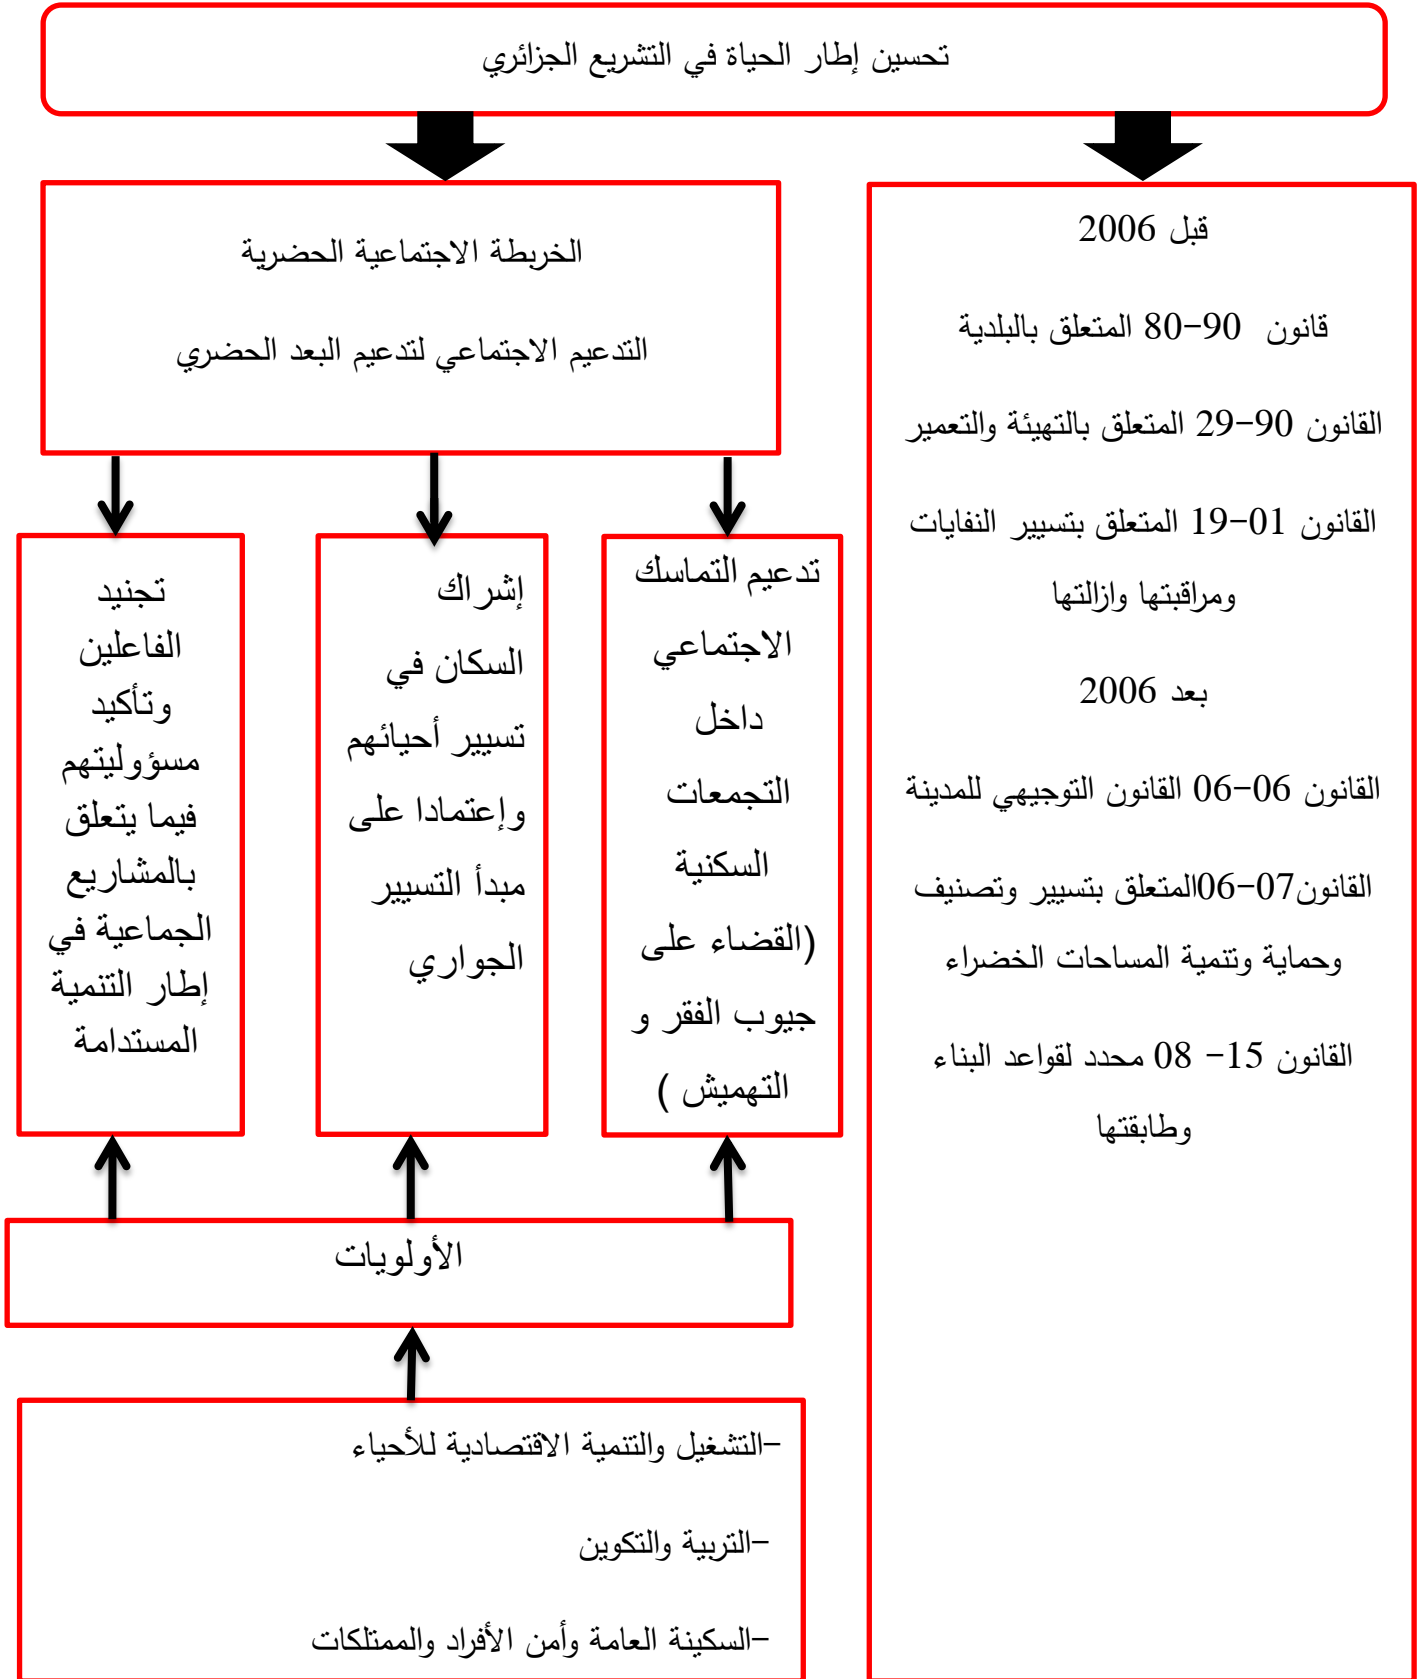 تحسين إطار الحياة في التشريع الجزائري
قبل 2006
قانون 90-80 المتعلق بالبلدية
القانون 90-29 المتعلق بالتهيئة والتعمير
القانون 01-19 المتعلق بتسيير النفايات
ومراقبتها وازالتها
بعد 2006
القانون 06-06 القانون التوجيهي للمدينة
القانون07-06المتعلق بتسيير وتصنيف
وحماية وتنمية المساحات الخضراء
القانون 15- 08 محدد لقواعد البناء
وطابقتها
الخريطة الاجتماعية الحضرية
التدعيم الاجتماعي لتدعيم البعد الحضري
تدعيم التماسك
الاجتماعي
داخل
التجمعات
السكنية
(القضاء على
جيوب الفقر و
التهميش )
إشراك
السكان في
تسيير أحيائهم
وإعتمادا على
مبدأ التسيير
الجواري
تجنيد
الفاعلين
وتأكيد
مسؤوليتهم
فيما يتعلق
بالمشاريع
الجماعية في
إطار التنمية
المستدامة
الأولويات
-التشغيل والتنمية الاقتصادية للأحياء
-التربية والتكوين
-السكينة العامة وأمن الأفراد والممتلكات